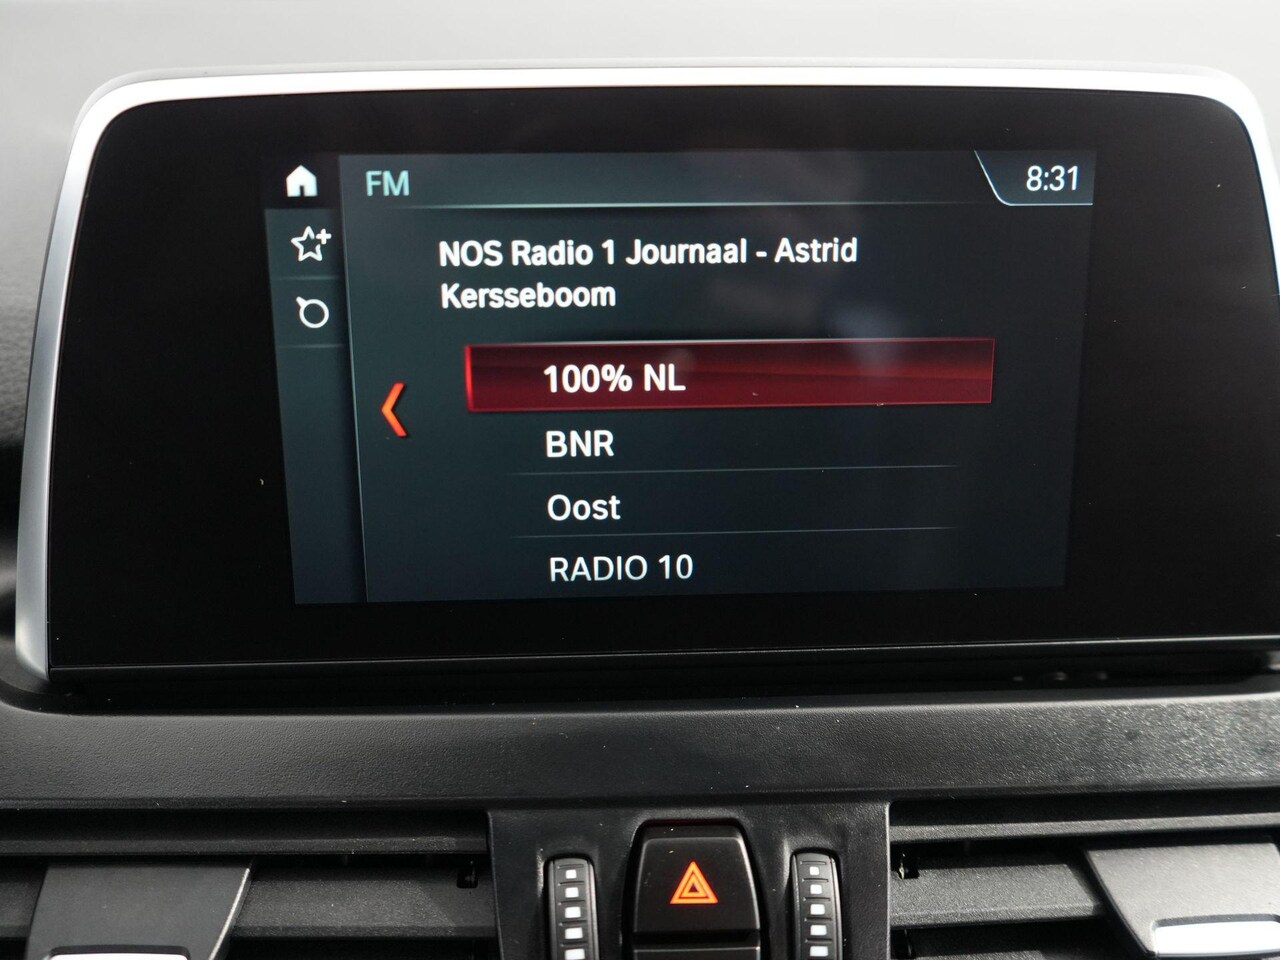 FM
8:31
NOS Radio 1 Journaal - Astrid
Kersseboom
100% NL
BNR
Oost
RADIO 10